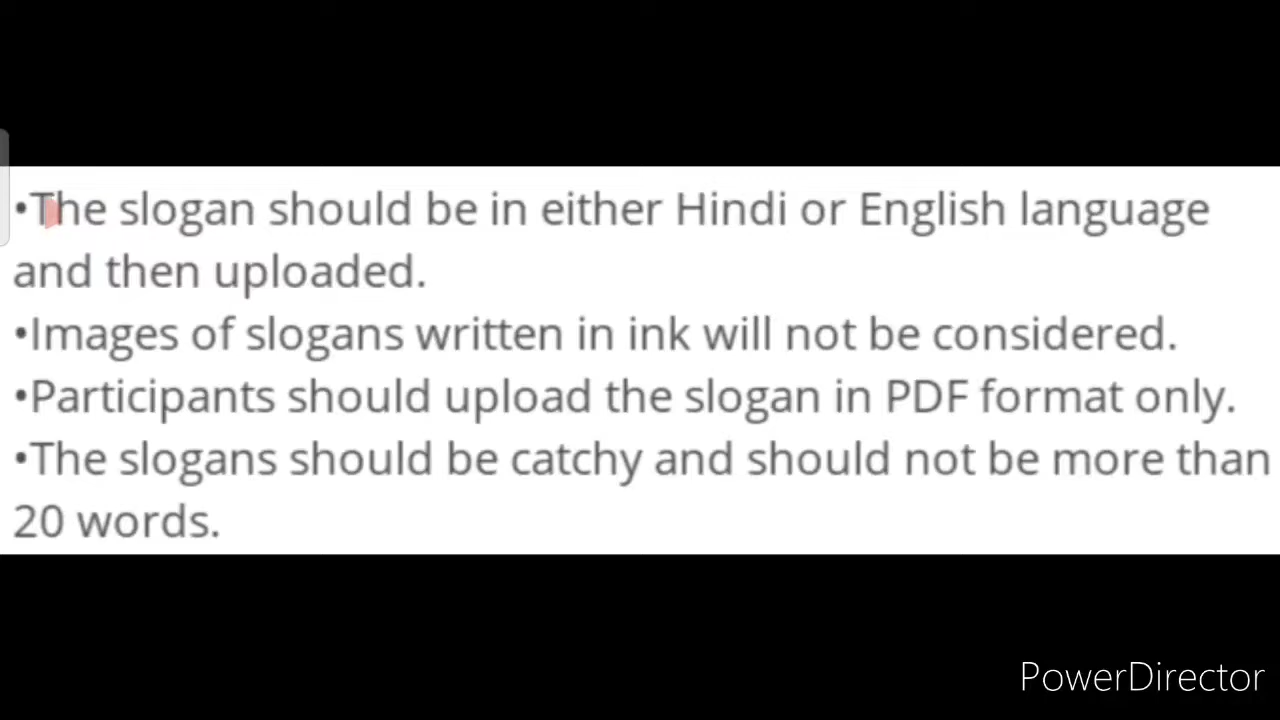 •The slogan should be in either Hindi or English language
and then uploaded.
•Images of slogans written in ink will not be considered.
•Participants should upload the slogan in PDF format only.
•The slogans should be catchy and should not be more than
20 words.
PowerDirector